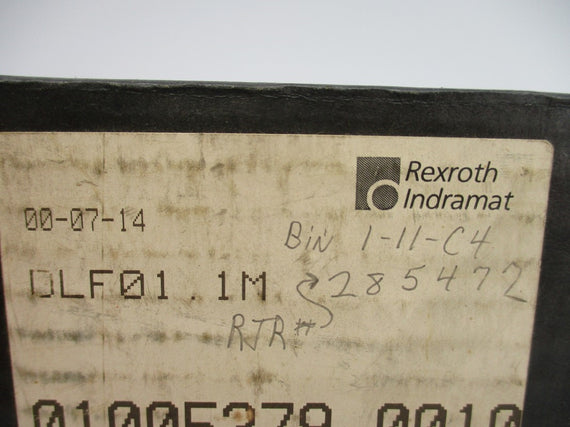 Rexroth
Indramat
00-07-14
BiN 1-11-C4
DLF01.1M
285472
RTR#